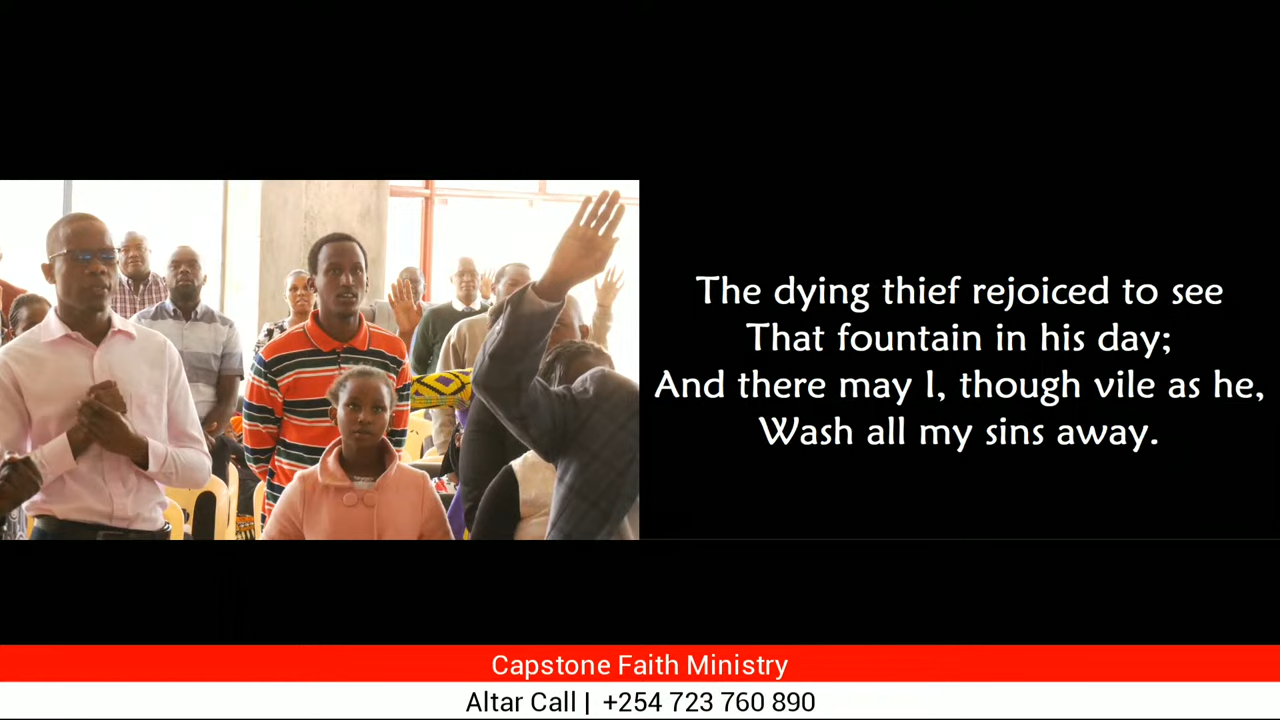 The dying thief rejoiced to see
That fountain in his day;
And there may I, though vile as he,
Wash all my sins away.
Capstone Faith Ministry
Altar Call | +254 723 760 890